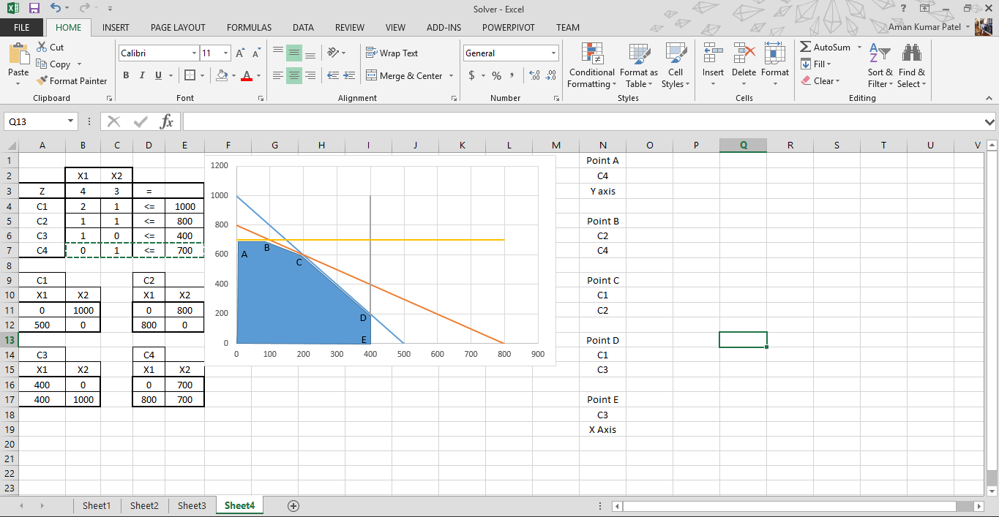 Solver - Excel
FILE HOME INSERT PAGE LAYOUT FORMULAS DATA REVIEW VIEW ADD-INS POWERPIVOT TEAM Aman Kumar Patel
Paste
Cut
Copy
Format Painter
Clipboard
Calibri 11
B I U
Font
Wrap Text
Merge & Center
Alignment
General
$ % ,
Number
Conditional Formatting
Format as Table
Cell Styles
Styles
Insert Delete Format
Cells
AutoSum
Fill
Clear
Sort & Filter
Find & Select
Editing
Q13 fx
A B C D E F G H I J K L M N O P Q R S T U V
1 Point A
2 X1 X2 C4
3 Z 4 3 = Y axis
4 C1 2 1 <= 1000
5 C2 1 1 <= 800 Point B
6 C3 1 0 <= 400 C2
7 C4 0 1 <= 700 C4
8
9 C1 C2 Point C
10 X1 X2 X1 X2 C1
11 0 1000 0 800 C2
12 500 0 800 0
13 Point D
14 C3 C4 C1
15 X1 X2 X1 X2 C3
16 400 0 0 700
17 400 1000 800 700 Point E
18 C3
19 X Axis
20
21
22
23
1200
1000
800
600
400
200
0
0 100 200 300 400 500 600 700 800 900
A
B
C
D
E
Sheet1 Sheet2 Sheet3 Sheet4